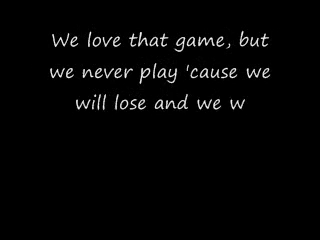 We love that game, but
we never play 'cause we
will lose and we w